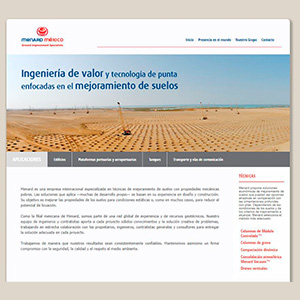 MENARD MÉXICO
Ground Improvement Specialists
Inicio Presencia en el mundo Nuestro Grupo Contacto
Ingeniería de valor y tecnología de punta
enfocadas en el mejoramiento de suelos
APLICACIONES Edificios Plataformas portuarias y aeroportuarias Tanques Transporte y vías de comunicación
TÉCNICAS
Menard es una empresa internacional especializada en técnicas de mejoramiento de suelos con propiedades mecánicas
pobres. Las soluciones que aplica —muchas de desarrollo propio— se basan en su experiencia en diseño y construcción.
Su objetivo es mejorar las propiedades de los suelos para condiciones estáticas o, como en muchos casos, para reducir el
potencial de licuación.
Como la filial mexicana de Menard, somos parte de una red global de experiencia y de recursos geotécnicos. Nuestro
equipo de ingenieros y contratistas aporta a cada proyecto sólidos conocimientos y la solución creativa de problemas,
trabajando en estrecha colaboración con los propietarios, ingenieros, contratistas generales y consultores para entregar
la solución adecuada en cada proyecto.
Trabajamos de manera que nuestros resultados sean consistentemente confiables. Mantenemos asimismo un firme
compromiso con la seguridad, la calidad y el respeto al medio ambiente.
Columnas de Módulo
Controlado
Columnas de grava
Compactación dinámica
Consolidación atmosférica
Menard Vacuum
Drenes verticales